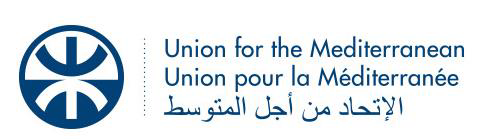 Union for the Mediterranean
Union pour la Méditerranée
الإتحاد من أجل المتوسط